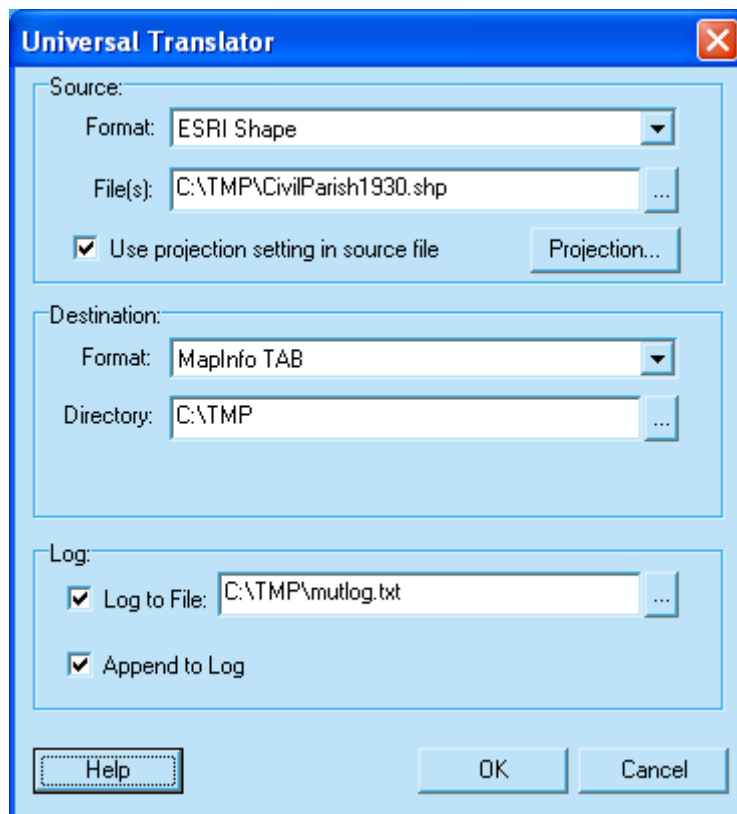 Universal Translator
Source:
Format: ESRI Shape
File(s): C:\TMP\CivilParish1930.shp ...
Use projection setting in source file Projection...
Destination:
Format: MapInfo TAB
Directory: C:\TMP ...
Log:
Log to File: C:\TMP\mutlog.txt ...
Append to Log
Help OK Cancel